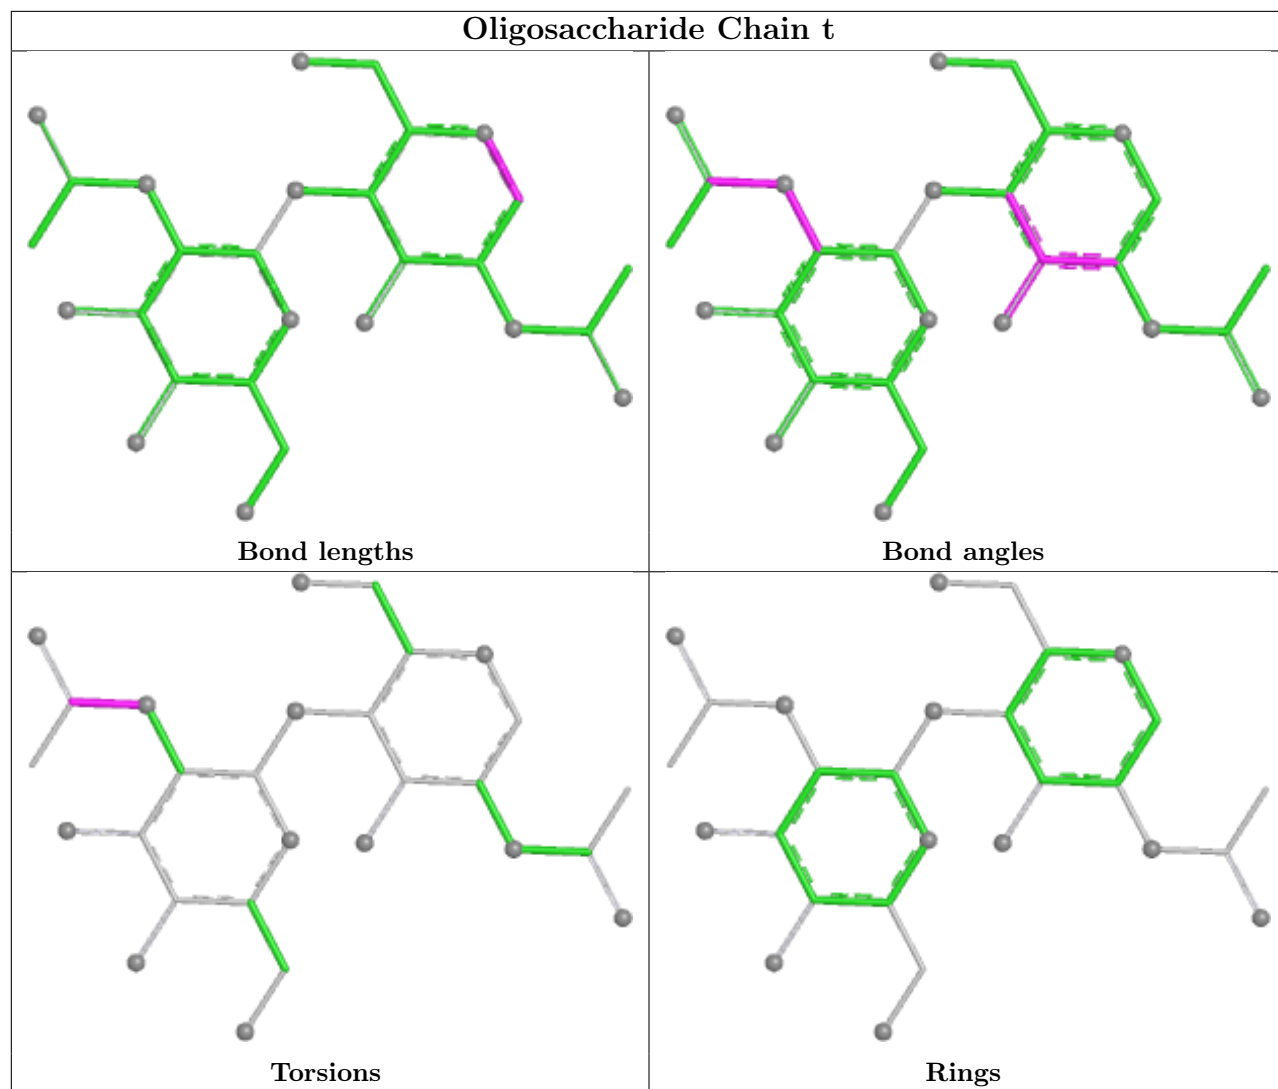 Oligosaccharide Chain t
Bond lengths
Bond angles
Torsions
Rings